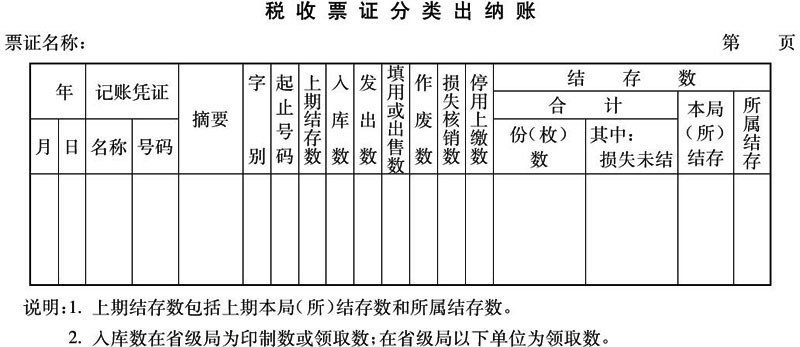 税收票证分类出纳账
票证名称： 第 页
年 记账凭证 摘要 字别 起止号码 上期结存数 入库数 发出数 填用或出售数 作废数 损失核销数 停用上缴数 结存数
合计 本局（所）结存 所属结存
月 日 名称 号码 份（枚）数 其中：损失未结
说明：1. 上期结存数包括上期本局（所）结存数和所属结存数。
2. 入库数在省级局为印制数或领取数；在省级局以下单位为领取数。